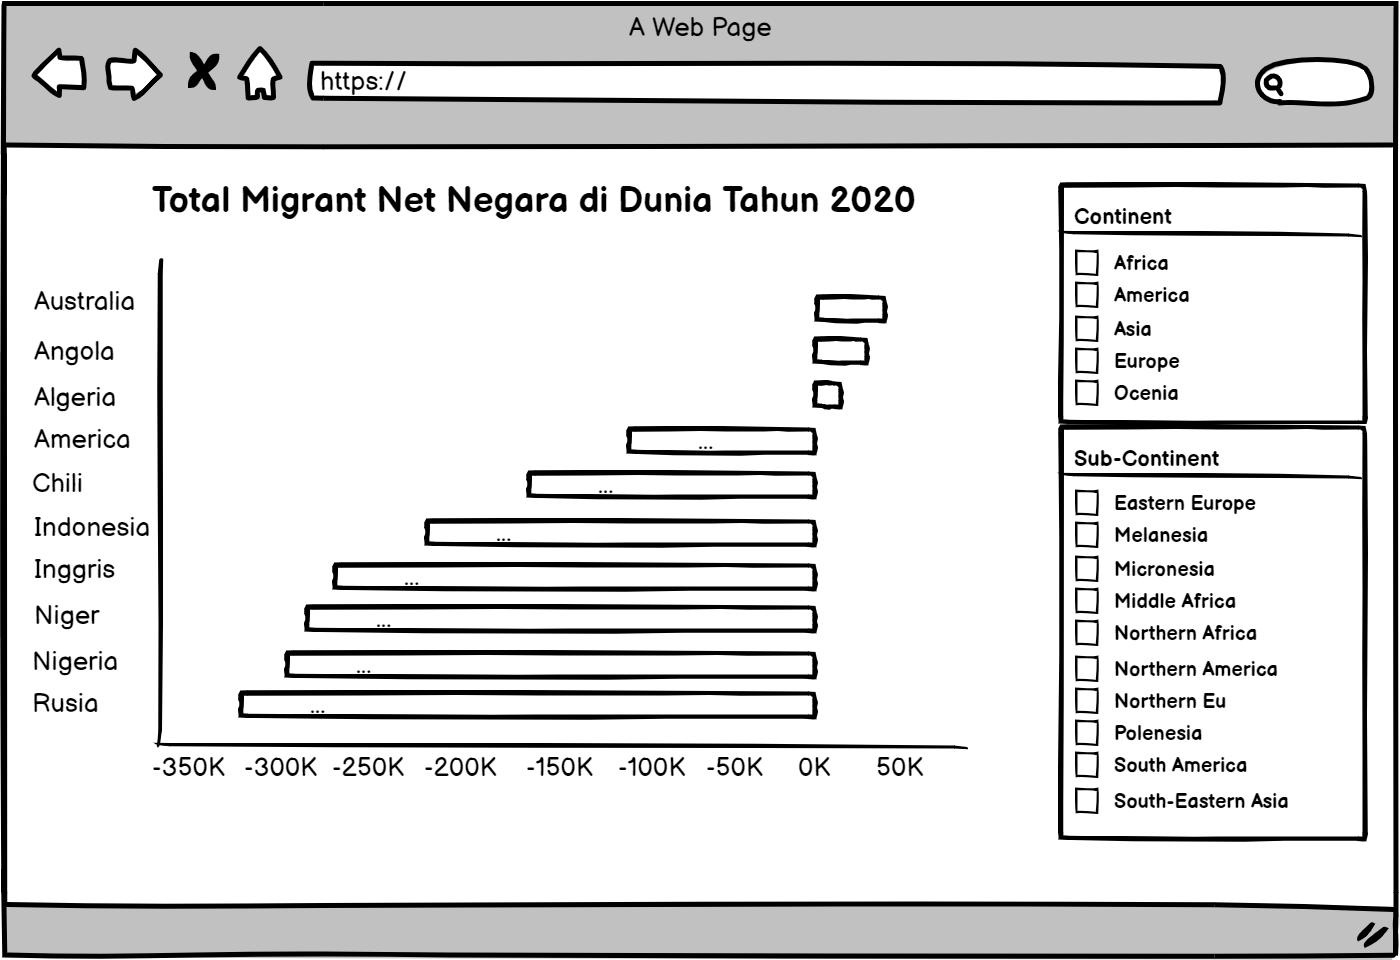 A Web Page
https://
Total Migrant Net Negara di Dunia Tahun 2020
Australia
Angola
Algeria
America
...
Chili
...
Indonesia
...
Inggris
...
Niger
...
Nigeria
...
Rusia
...
-350K -300K -250K -200K -150K -100K -50K 0K 50K
Continent
Africa
America
Asia
Europe
Ocenia
Sub-Continent
Eastern Europe
Melanesia
Micronesia
Middle Africa
Northern Africa
Northern America
Northern Eu
Polenesia
South America
South-Eastern Asia